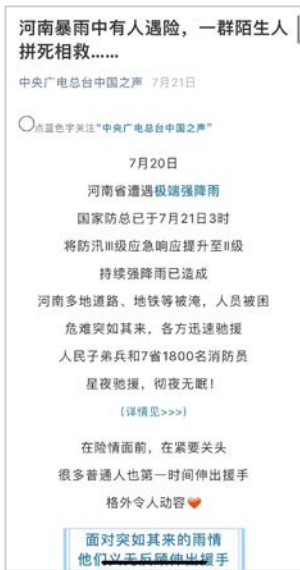 河南暴雨中有人遇险，一群陌生人
拼死相救......
中央广电总台中国之声 7月21日
点蓝色字关注“中央广电总台中国之声”
7月20日
河南省遭遇极端强降雨
国家防总已于7月21日3时
将防汛Ⅲ级应急响应提升至Ⅱ级
持续强降雨已造成
河南多地道路、地铁等被淹，人员被困
危难突如其来，各方迅速驰援
人民子弟兵和7省1800名消防员
星夜驰援，彻夜无眠！
（详情见>>>）
在险情面前，在紧要关头
很多普通人也第一时间伸出援手
格外令人动容❤
面对突如其来的雨情
他们义无反顾伸出援手